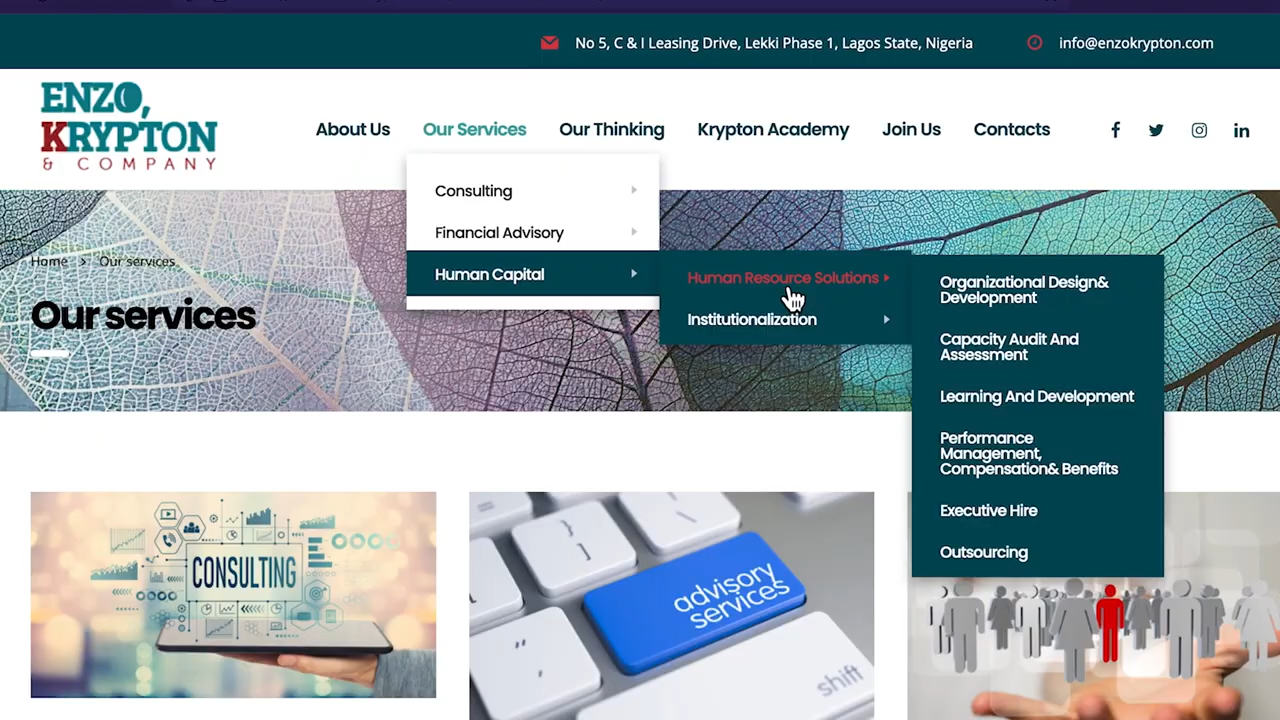 No 5, C & I Leasing Drive, Lekki Phase 1, Lagos State, Nigeria
info@enzokrypton.com
ENZO,
KRYPTON
& COMPANY
About Us
Our Services
Our Thinking
Krypton Academy
Join Us
Contacts
Consulting
Financial Advisory
Human Capital
Human Resource Solutions
Institutionalization
Organizational Design&
Development
Capacity Audit And
Assessment
Learning And Development
Performance
Management,
Compensation& Benefits
Executive Hire
Outsourcing
Home > Our services
Our services
CONSULTING
advisory
services
shift